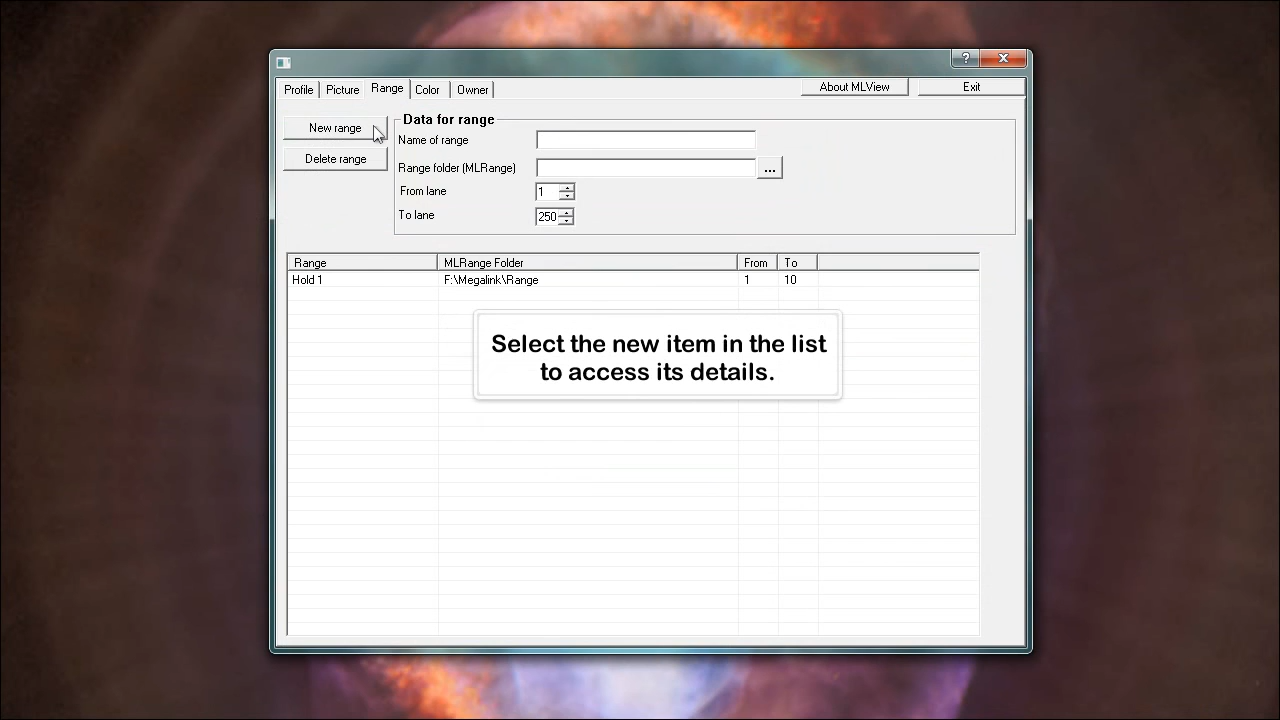 ?
Profile Picture Range Color Owner About MLView Exit
New range
Delete range
Data for range
Name of range
Range folder (MLRange) ...
From lane 1
To lane 250
Range MLRange Folder From To
Hold 1 F:\Megalink\Range 1 10
Select the new item in the list
to access its details.